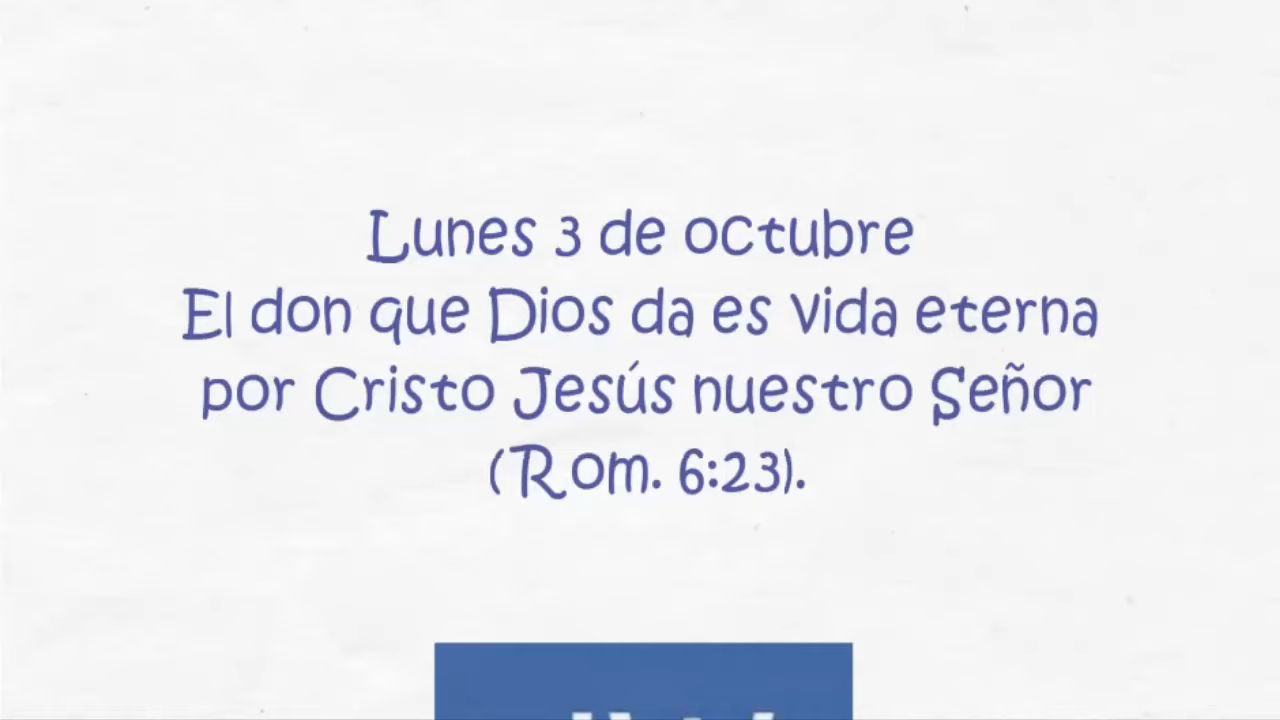 Lunes 3 de octubre
El don que Dios da es vida eterna
por Cristo Jesús nuestro Señor
(Rom. 6:23).